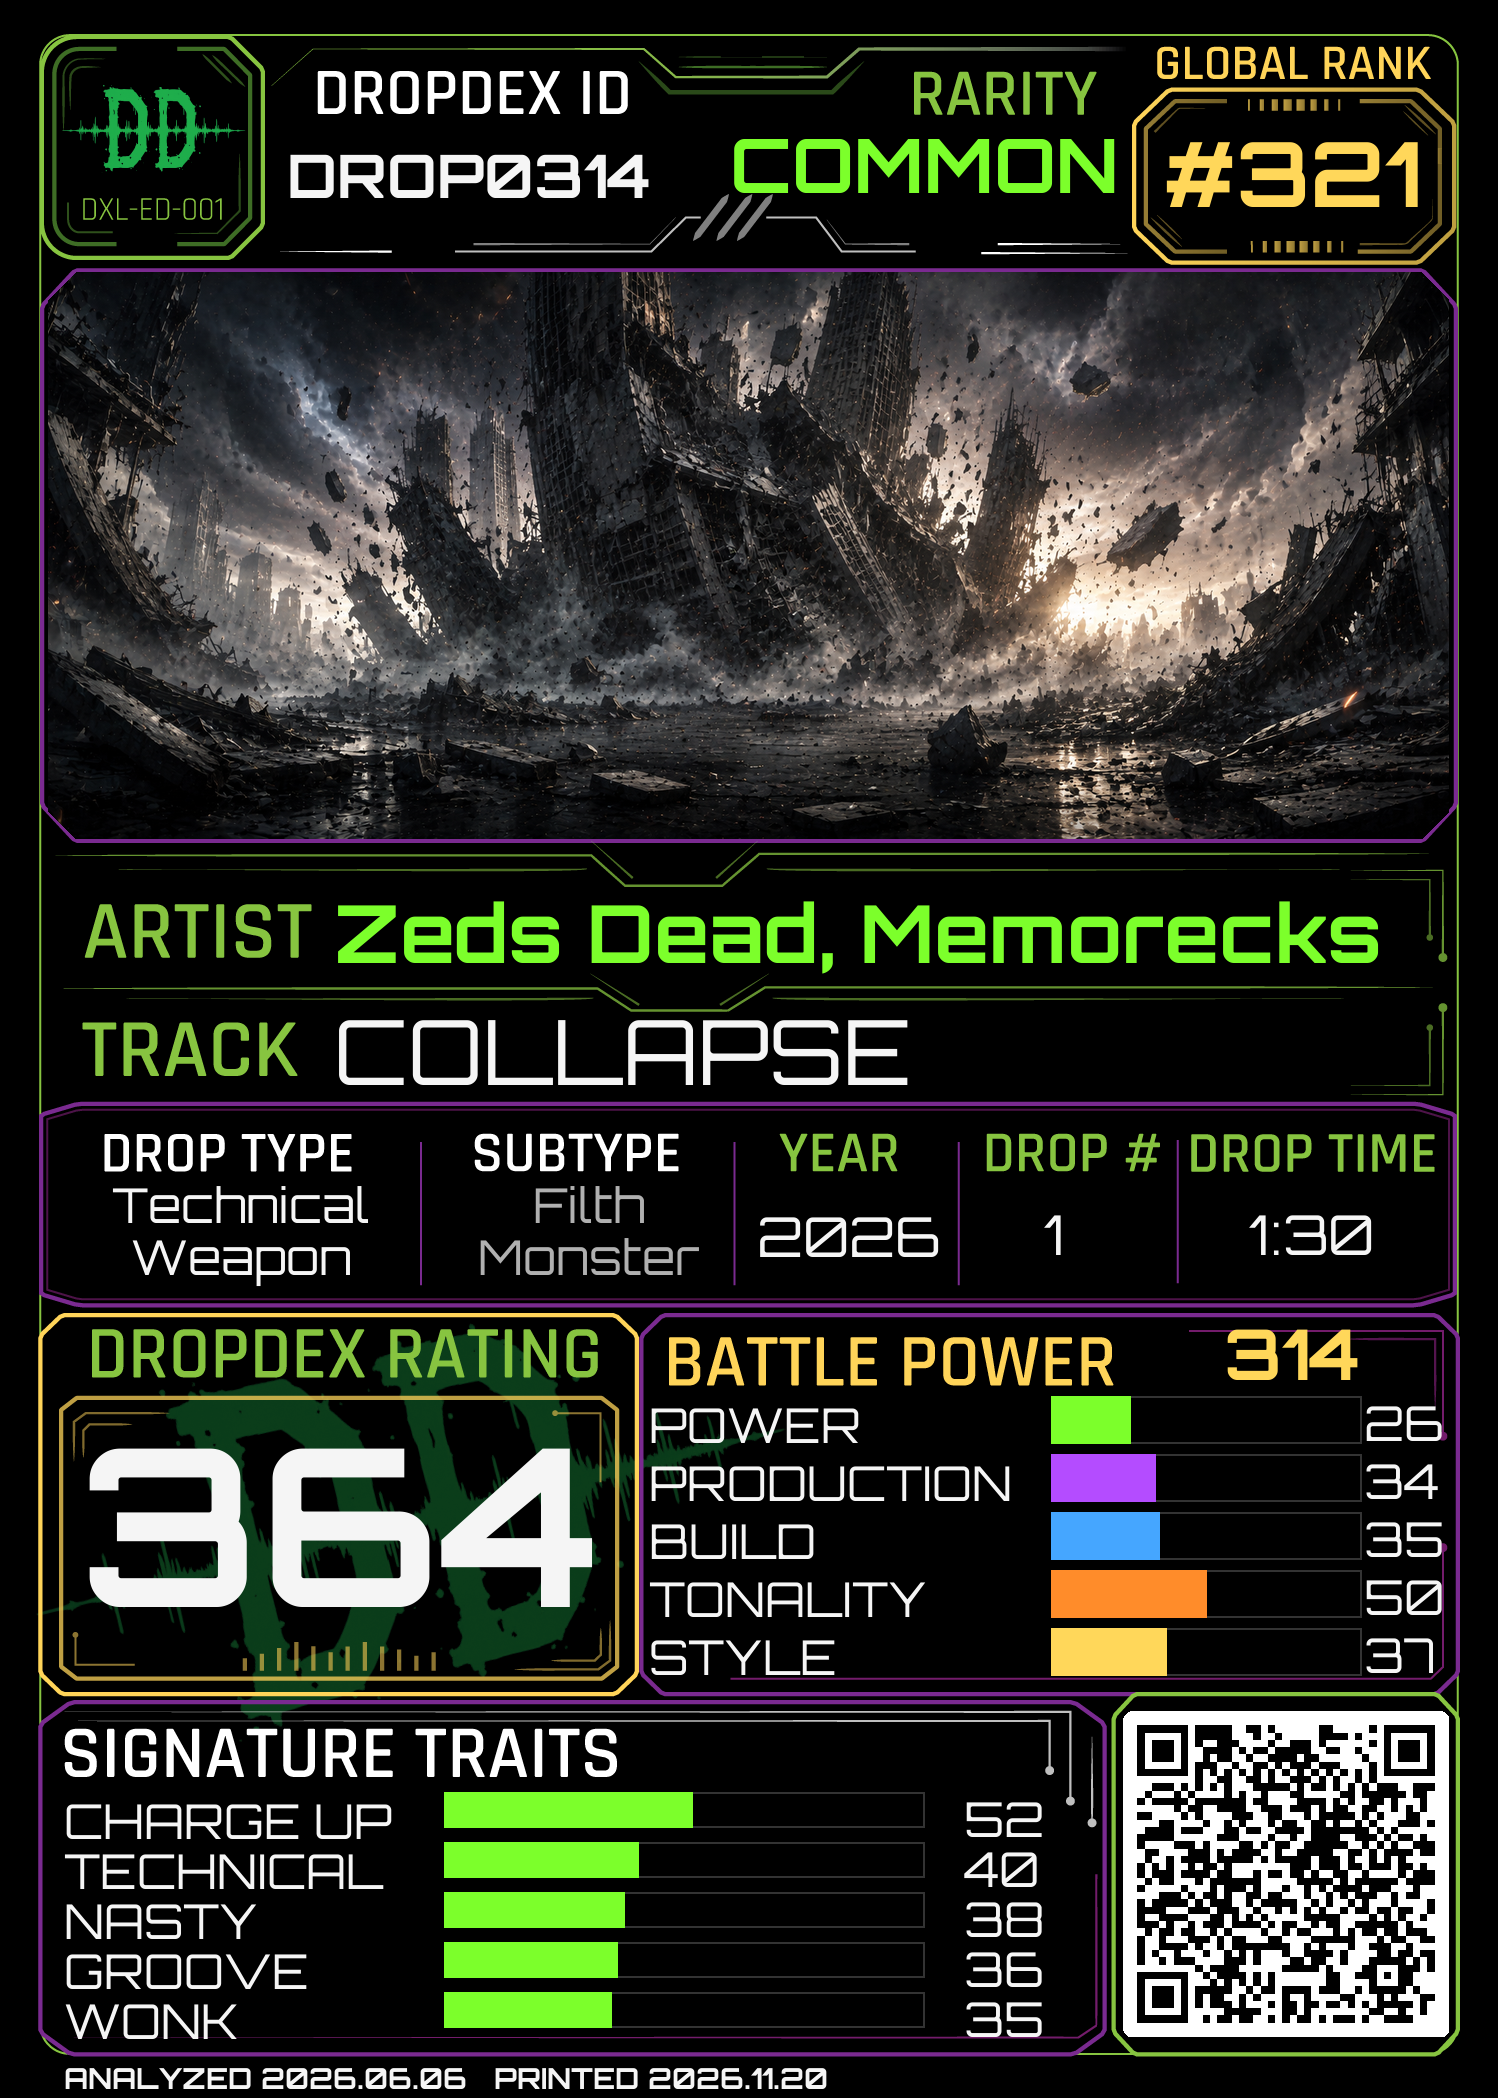 DD
DXL-ED-001
DROPDEX ID
DROP0314
RARITY
COMMON
GLOBAL RANK
#321
ARTIST Zeds Dead, Memorecks
TRACK COLLAPSE
DROP TYPE
Technical
Weapon
SUBTYPE
Filth
Monster
YEAR
2026
DROP #
1
DROP TIME
1:30
DROPDEX RATING
364
BATTLE POWER 314
POWER 26
PRODUCTION 34
BUILD 35
TONALITY 50
STYLE 37
SIGNATURE TRAITS
CHARGE UP 52
TECHNICAL 40
NASTY 38
GROOVE 36
WONK 35
ANALYZED 2026.06.06 PRINTED 2026.11.20